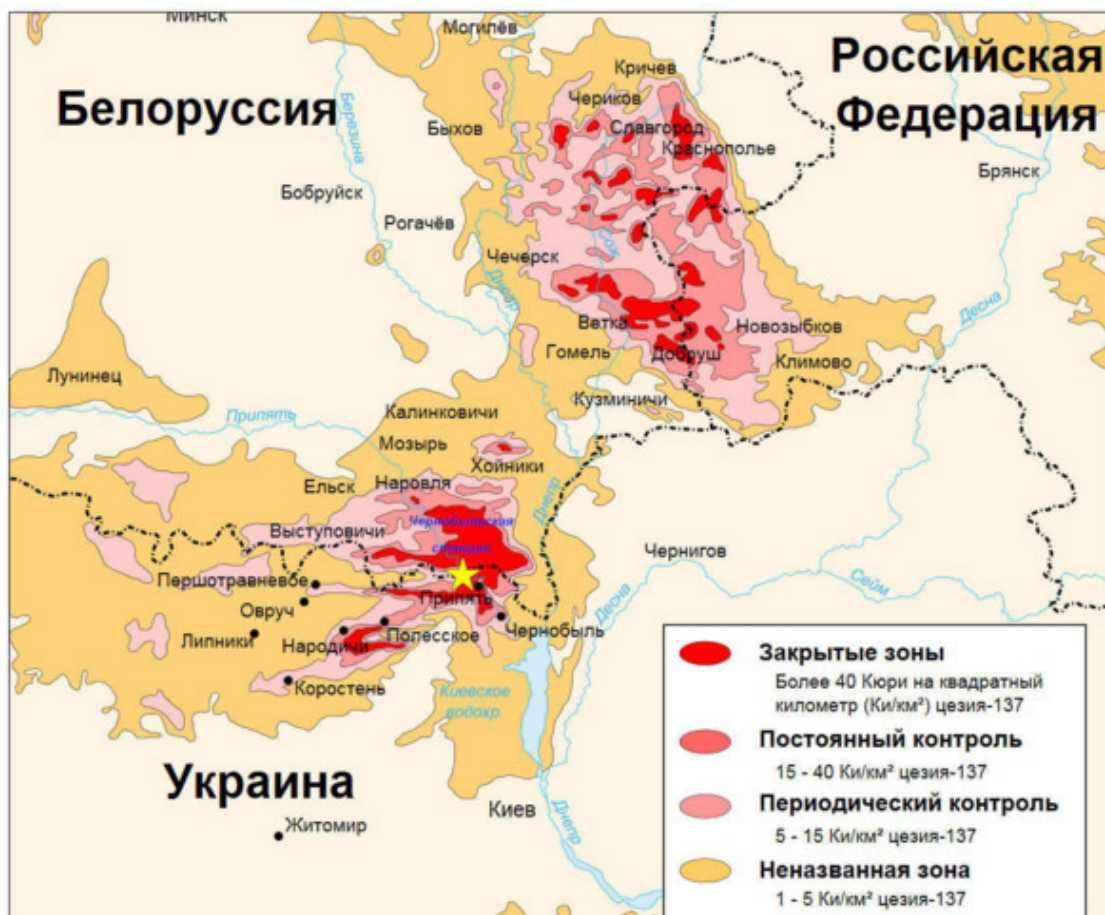 Минск
Могилёв
Российская
Федерация
Кричев
Белоруссия
Березина
Чериков
Быхов
Славгород
Краснополье
Брянск
Бобруйск
Рогачёв
Сож
Чечерск
Днепр
Десна
Ветка
Новозыбков
Гомель
Добруш
Климово
Лунинец
Кузминичи
Припять
Калинковичи
Мозырь
Хойники
Ельск
Наровля
Днепр
Чернобыльская
станция
Выступовичи
Чернигов
Першотравневое
Припять
Сейм
Овруч
Десна
Липники
Народичи
Полесское
Чернобыль
Коростень
Киевское
водохр.
Украина
Киев
Житомир
Днепр
Закрытые зоны
Более 40 Кюри на квадратный
километр (Ки/км²) цезия-137
Постоянный контроль
15 - 40 Ки/км² цезия-137
Периодический контроль
5 - 15 Ки/км² цезия-137
Неназванная зона
1 - 5 Ки/км² цезия-137